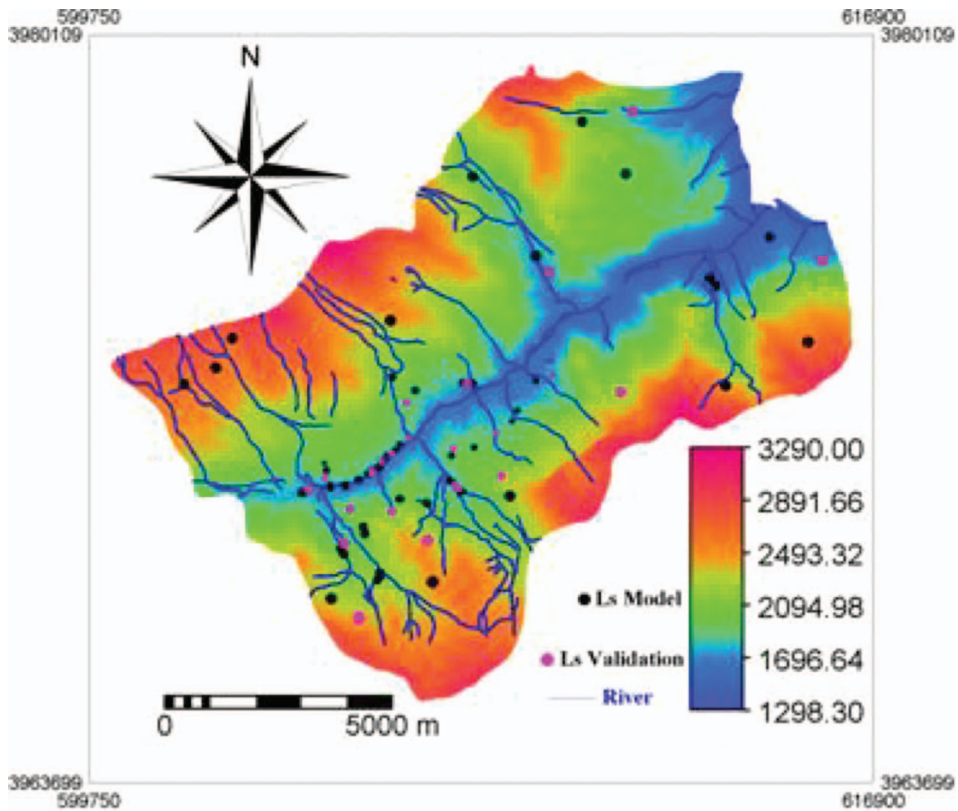 599750 616900
3980109 3980109
N
3290.00
2891.66
2493.32
Ls Model 2094.98
Ls Validation 1696.64
River 1298.30
0 5000 m
3963699 3963699
599750 616900